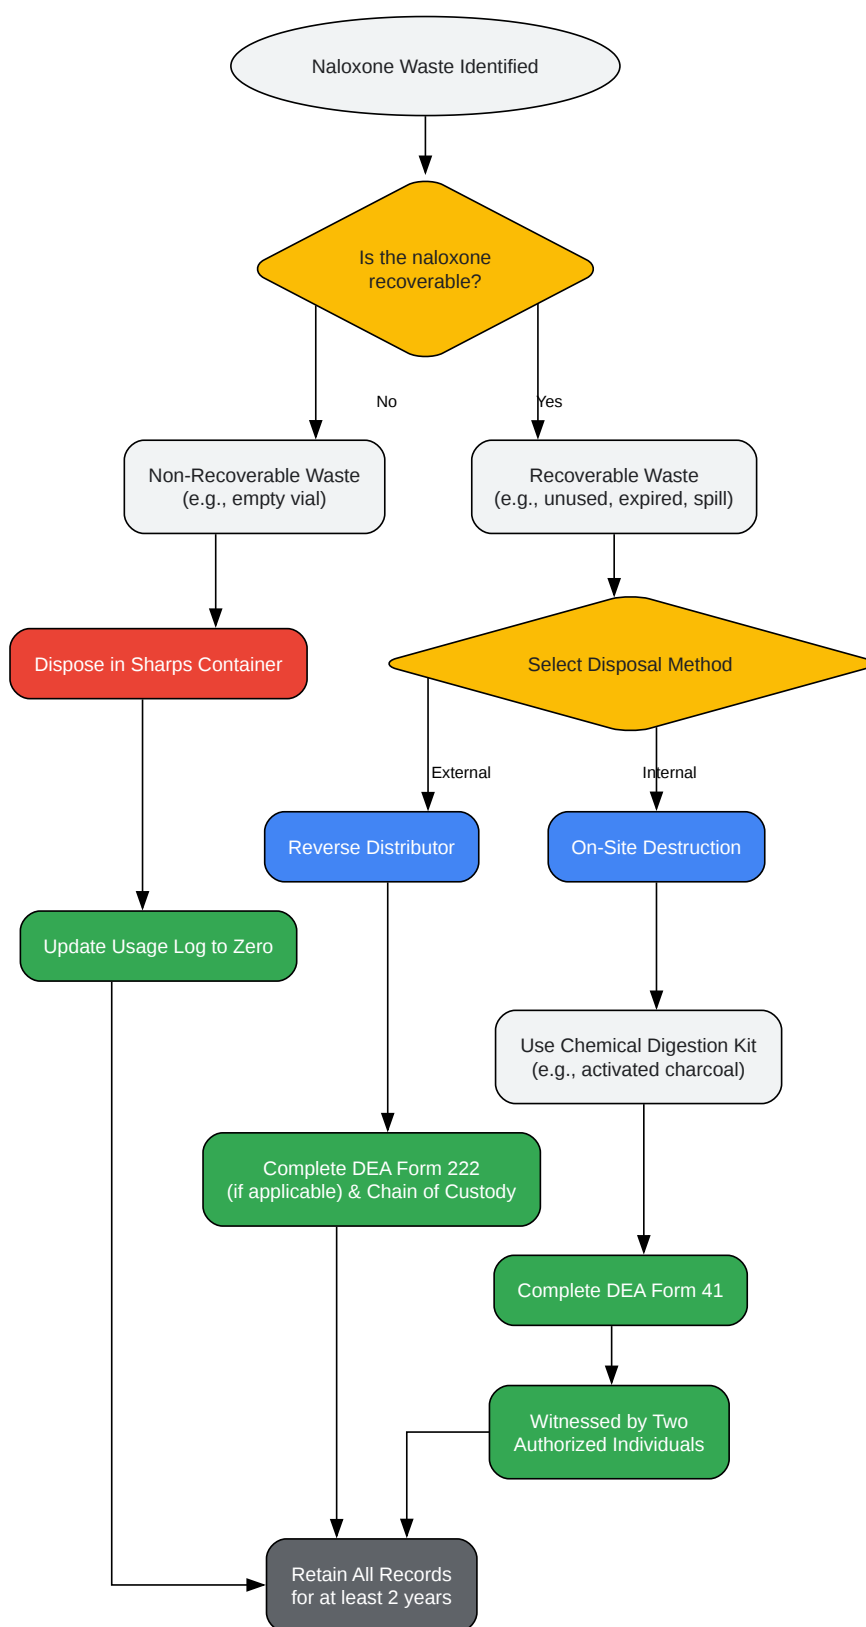 Naloxone Waste Identified
Is the naloxone
recoverable?
No
Yes
Non-Recoverable Waste
(e.g., empty vial)
Recoverable Waste
(e.g., unused, expired, spill)
Dispose in Sharps Container
Select Disposal Method
External
Internal
Reverse Distributor
On-Site Destruction
Update Usage Log to Zero
Use Chemical Digestion Kit
(e.g., activated charcoal)
Complete DEA Form 222
(if applicable) & Chain of Custody
Complete DEA Form 41
Witnessed by Two
Authorized Individuals
Retain All Records
for at least 2 years